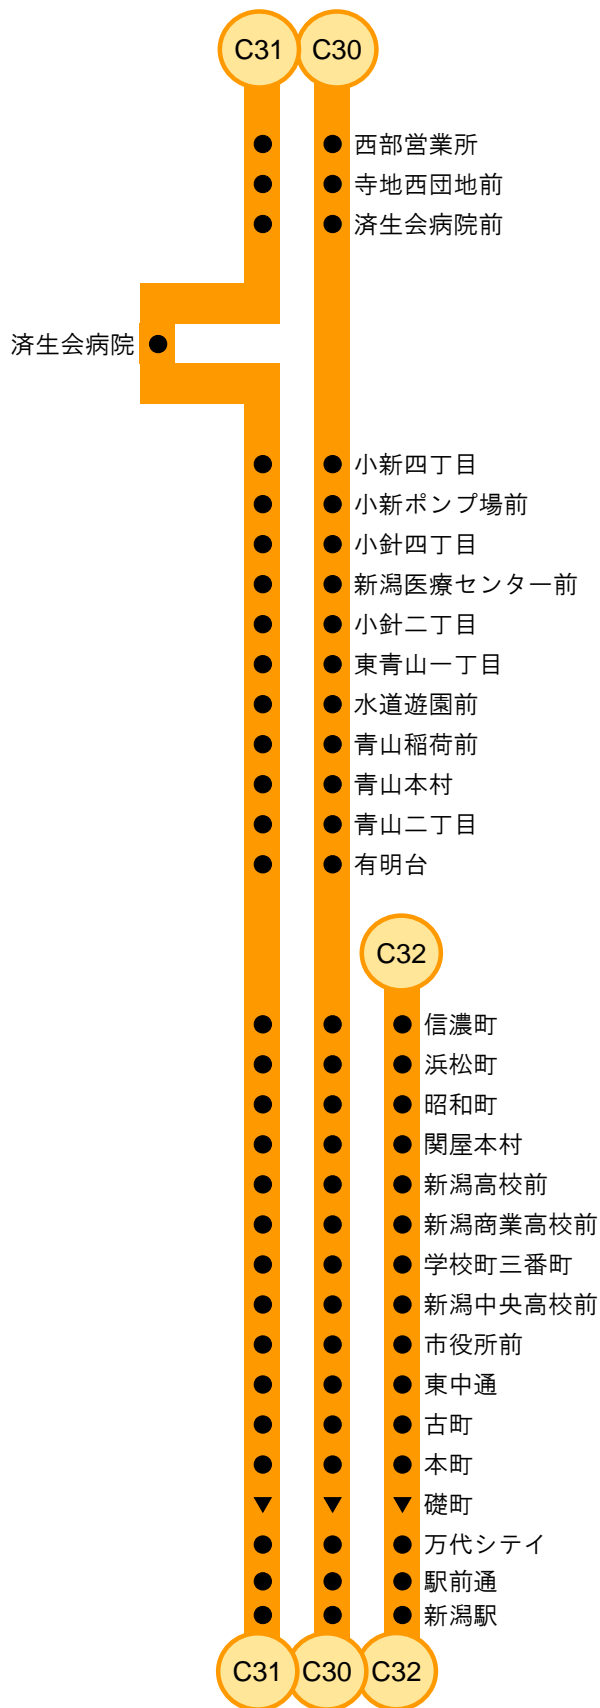 C31
C30
西部営業所
寺地西団地前
済生会病院前
済生会病院
小新四丁目
小新ポンプ場前
小針四丁目
新潟医療センター前
小針二丁目
東青山一丁目
水道遊園前
青山稲荷前
青山本村
青山二丁目
有明台
C32
信濃町
浜松町
昭和町
関屋本村
新潟高校前
新潟商業高校前
学校町三番町
新潟中央高校前
市役所前
東中通
古町
本町
礎町
万代シテイ
駅前通
新潟駅
C31
C30
C32